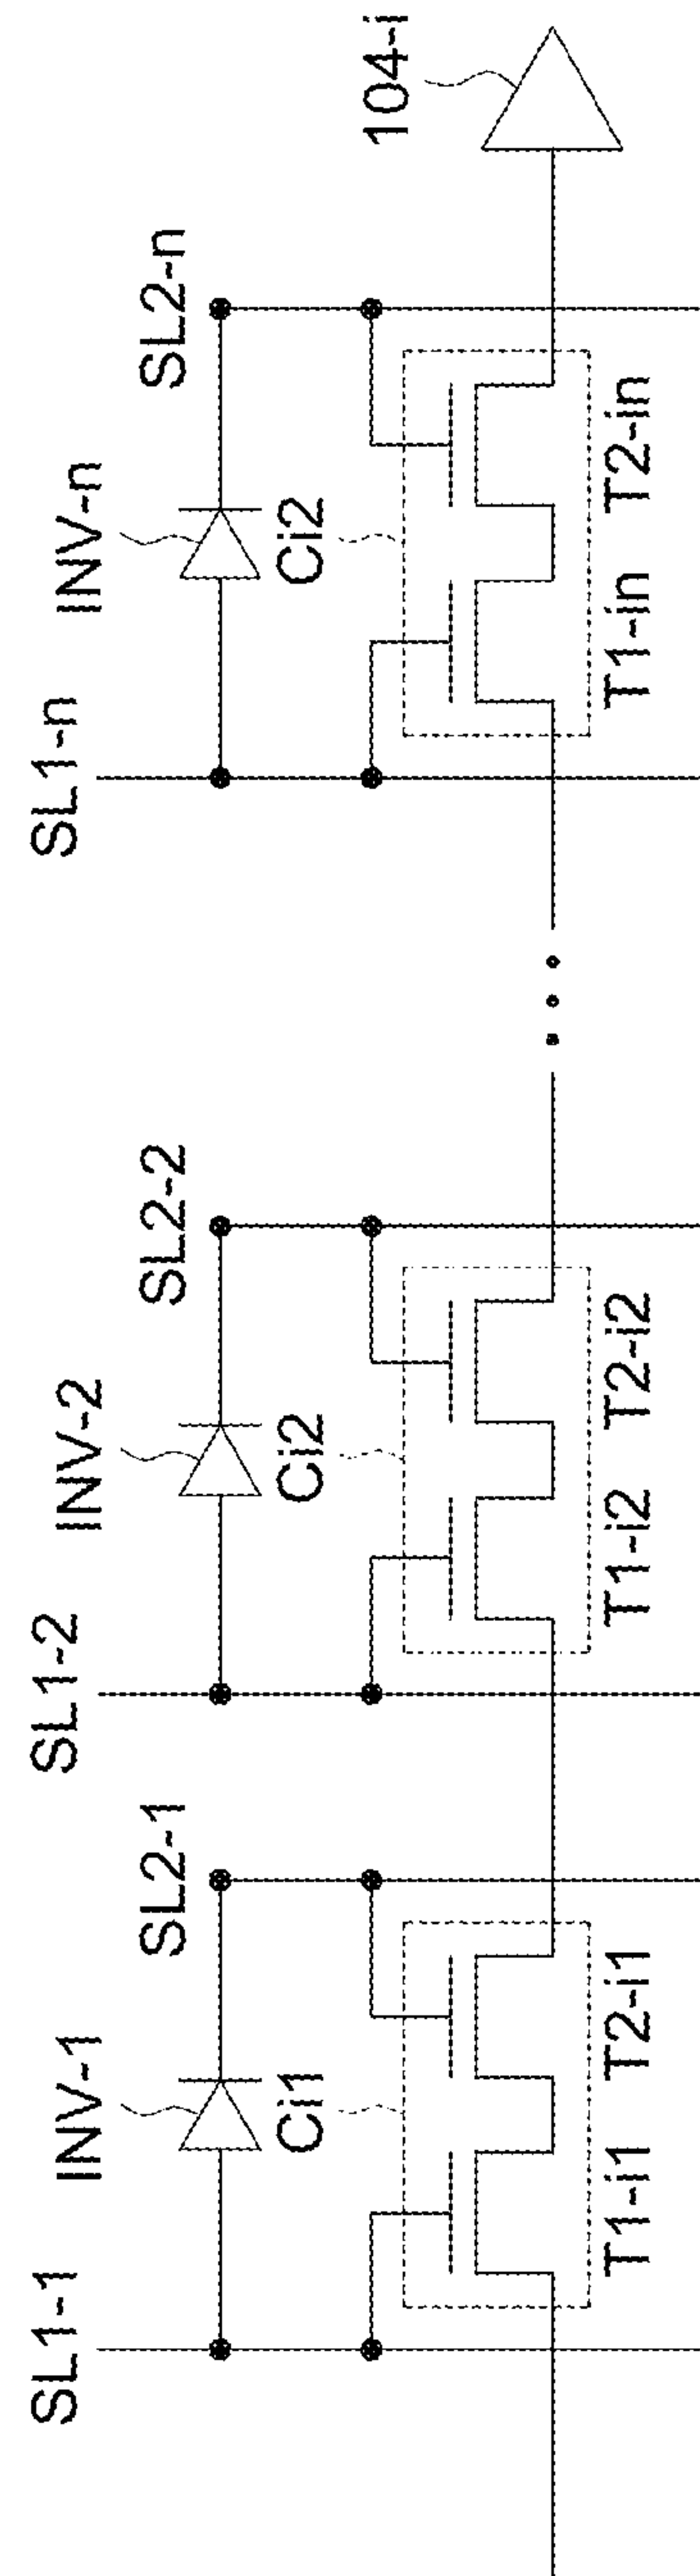 SL1-1
INV-1
SL2-1
Ci1
T1-i1
T2-i1
SL1-2
INV-2
SL2-2
Ci2
T1-i2
T2-i2
SL1-n
INV-n
SL2-n
Ci2
T1-in
T2-in
104-i